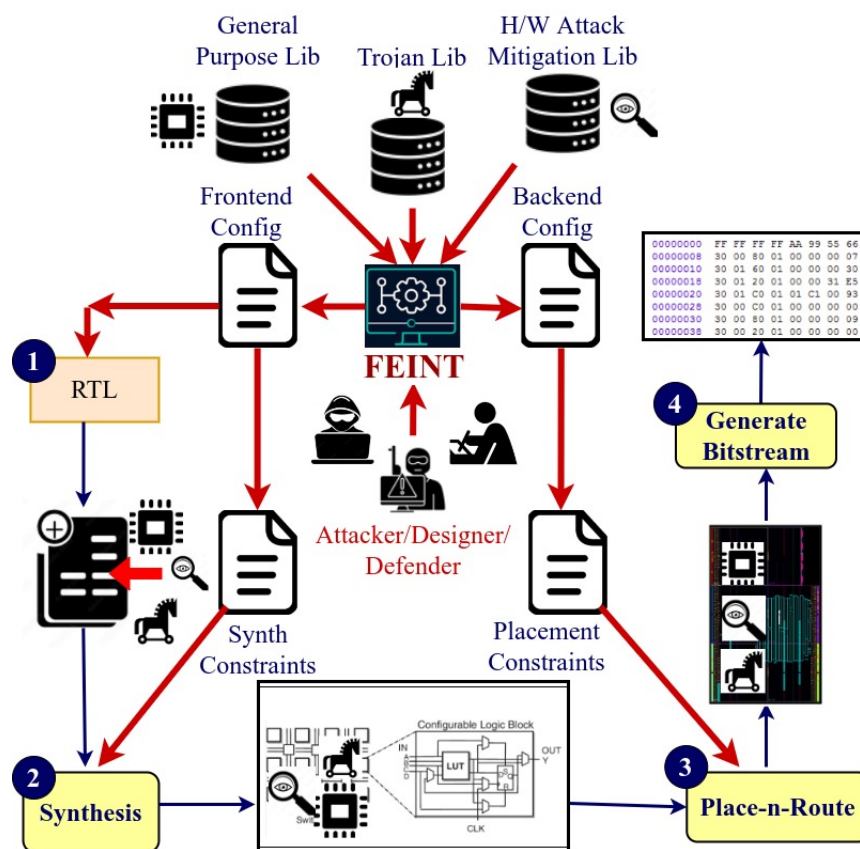 General
Purpose Lib
Trojan Lib
H/W Attack
Mitigation Lib
Frontend
Config
Backend
Config
FEINT
1
RTL
Attacker/Designer/
Defender
Synth
Constraints
Placement
Constraints
00000000 FF FF FF FF AA 99 55 66
00000008 30 00 80 01 00 00 00 07
00000010 30 01 60 01 00 00 00 30
00000018 30 01 20 01 00 00 31 E5
00000020 30 01 C0 01 01 C1 00 93
00000028 30 00 C0 01 00 00 00 00
00000030 30 00 80 01 00 00 00 09
00000038 30 00 20 01 00 00 00 00
4
Generate
Bitstream
2
Synthesis
Configurable Logic Block
IN
LUT
OUT
Y
CLK
3
Place-n-Route